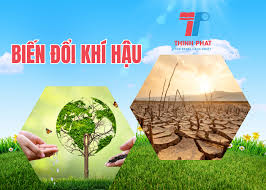 THỊNH PHÁT
BIẾN ĐỔI KHÍ HẬU